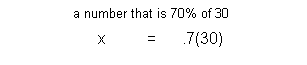 a number that is 70% of 30
x = .7(30)